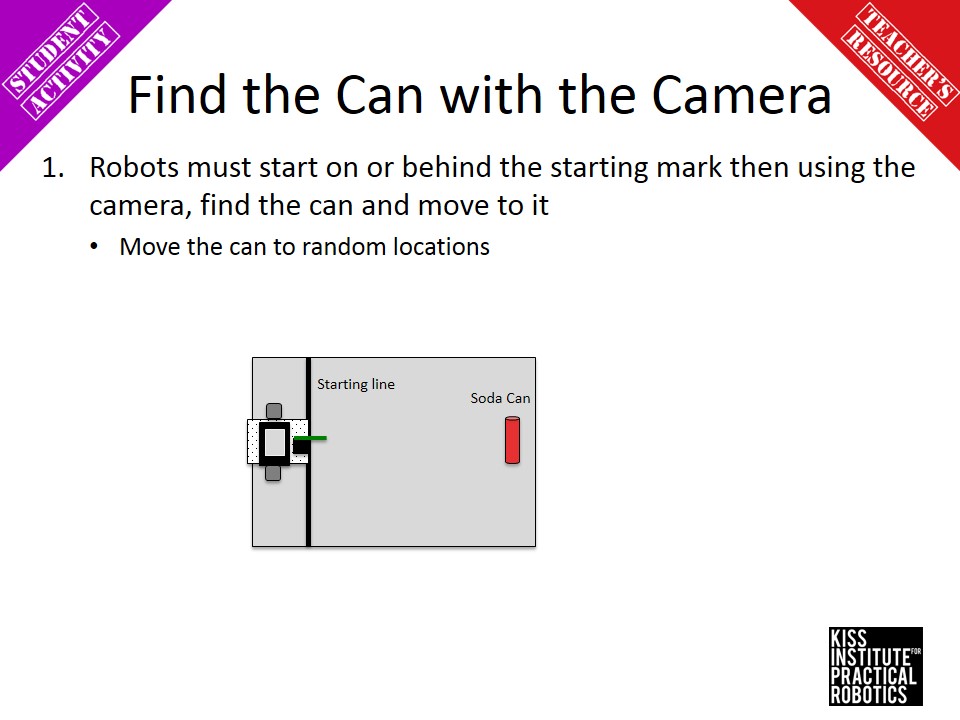 STUDENT
ACTIVITY
TEACHER'S
RESOURCE
Find the Can with the Camera
1. Robots must start on or behind the starting mark then using the
camera, find the can and move to it
• Move the can to random locations
Starting line
Soda Can
KISS
INSTITUTE FOR
PRACTICAL
ROBOTICS